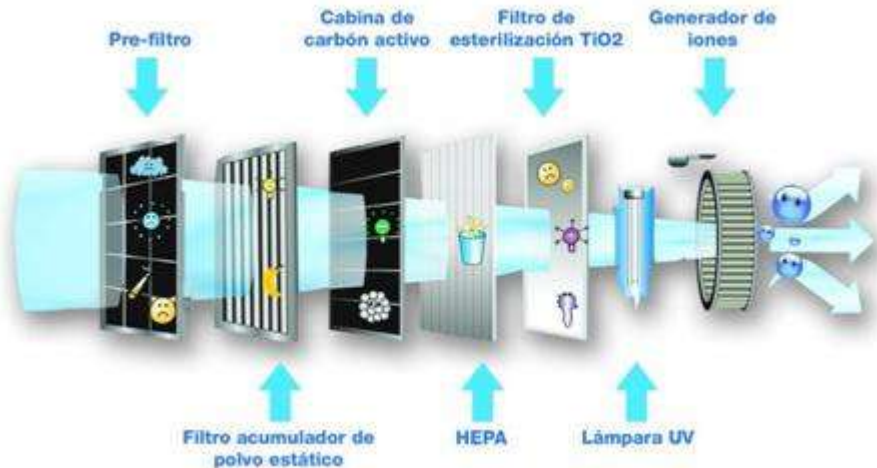 Pre-filtro
Cabina de
carbón activo
Filtro de
esterilización TiO2
Generador de
iones
Filtro acumulador de
polvo estático
HEPA
Lámpara UV